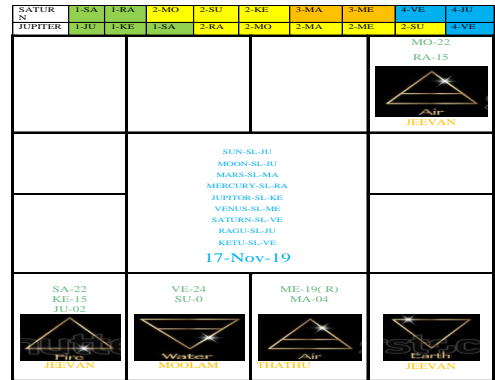 SATUR 1-SA 1-RA 2-MO 2-SU 2-KE 3-MA 3-ME 4-VE 4-JU
N
JUPITER 1-JU 1-KE 1-SA 2-RA 2-MO 2-MA 2-ME 2-SU 4-VE
MO-22
RA-15
Air
JEEVAN
SUN-SL-JU
MOON-SL-JU
MARS-SL-MA
MERCURY-SL-RA
JUPITOR-SL-KE
VENUS-SL-ME
SATURN-SL-VE
RAGU-SL-JU
KETU-SL-VE
17-Nov-19
SA-22
KE-15
JU-02
Fire
JEEVAN
VE-24
SU-0
Water
MOOLAM
ME-19( R)
MA-04
Air
THATHU
Earth
JEEVAN